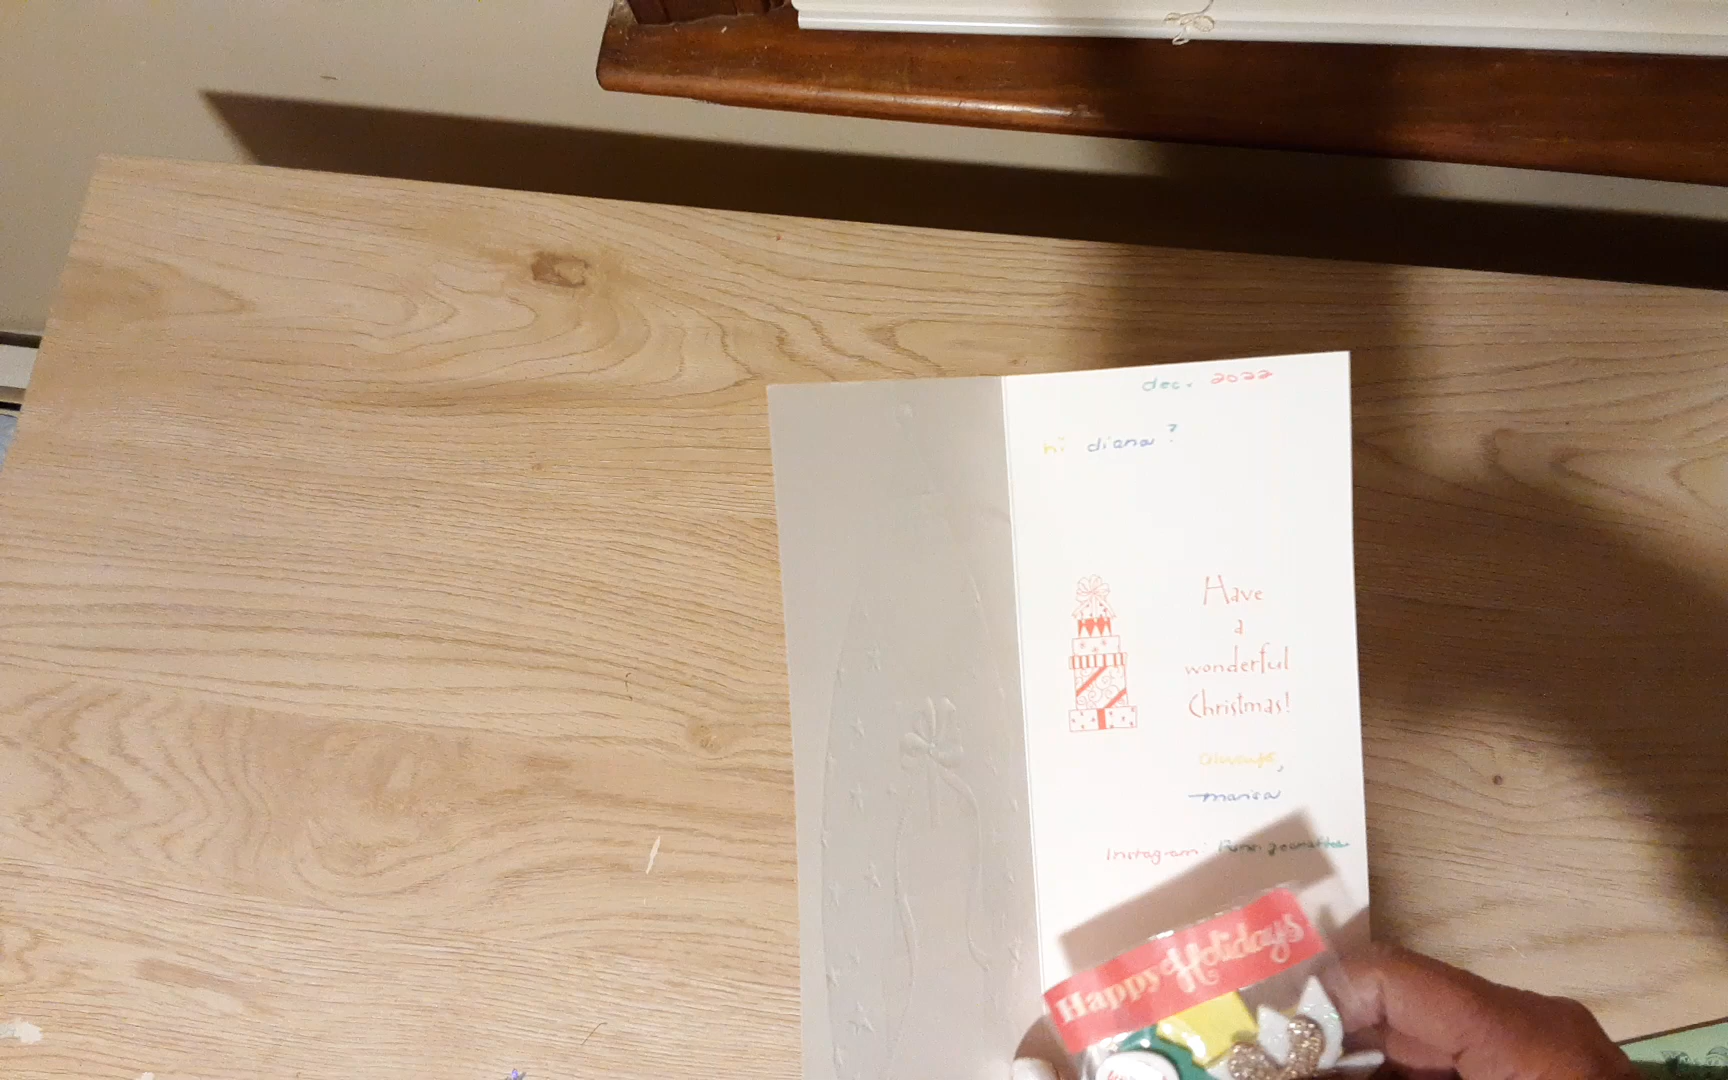 dec. 2022
hi diana?
Have
a
wonderful
Christmas!
always,
marisa
Instagram:
Happy Holidays